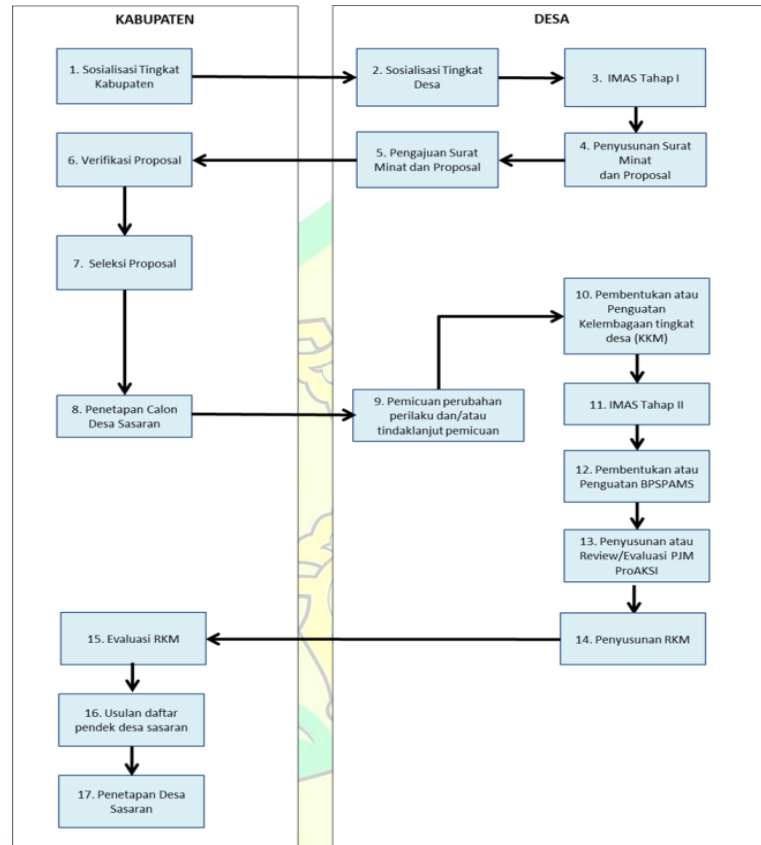 KABUPATEN
DESA
1. Sosialisasi Tingkat
Kabupaten
2. Sosialisasi Tingkat
Desa
3. IMAS Tahap I
4. Penyusunan Surat
Minat
dan Proposal
5. Pengajuan Surat
Minat dan Proposal
6. Verifikasi Proposal
7. Seleksi Proposal
8. Penetapan Calon
Desa Sasaran
9. Pemicuan perubahan
perilaku dan/atau
tindaklanjut pemicuan
10. Pembentukan atau
Penguatan
Kelembagaan tingkat
desa (KKM)
11. IMAS Tahap II
12. Pembentukan atau
Penguatan BPSPAMS
13. Penyusunan atau
Review/Evaluasi PJM
ProAKSI
14. Penyusunan RKM
15. Evaluasi RKM
16. Usulan daftar
pendek desa sasaran
17. Penetapan Desa
Sasaran